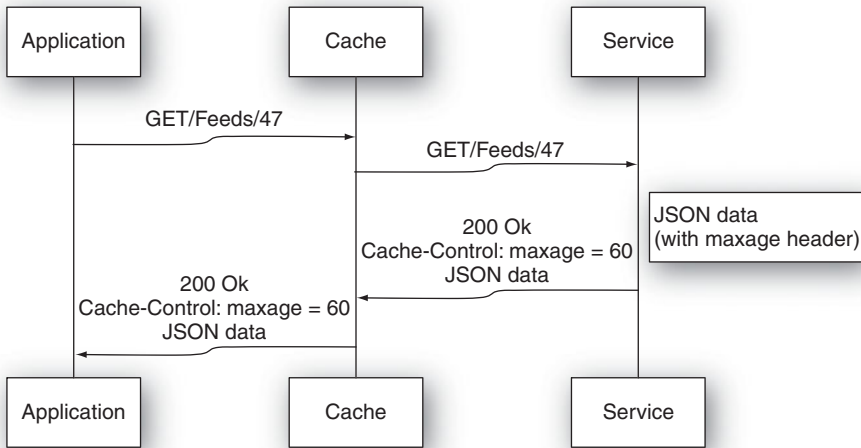 Application
Cache
Service
GET/Feeds/47
GET/Feeds/47
JSON data
(with maxage header)
200 Ok
Cache-Control: maxage = 60
JSON data
200 Ok
Cache-Control: maxage = 60
JSON data
Application
Cache
Service